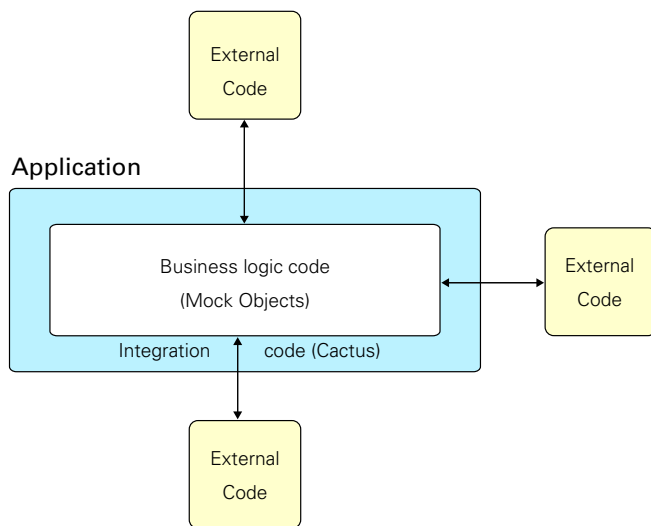 External
Code
Application
Business logic code
(Mock Objects)
External
Code
Integration code (Cactus)
External
Code